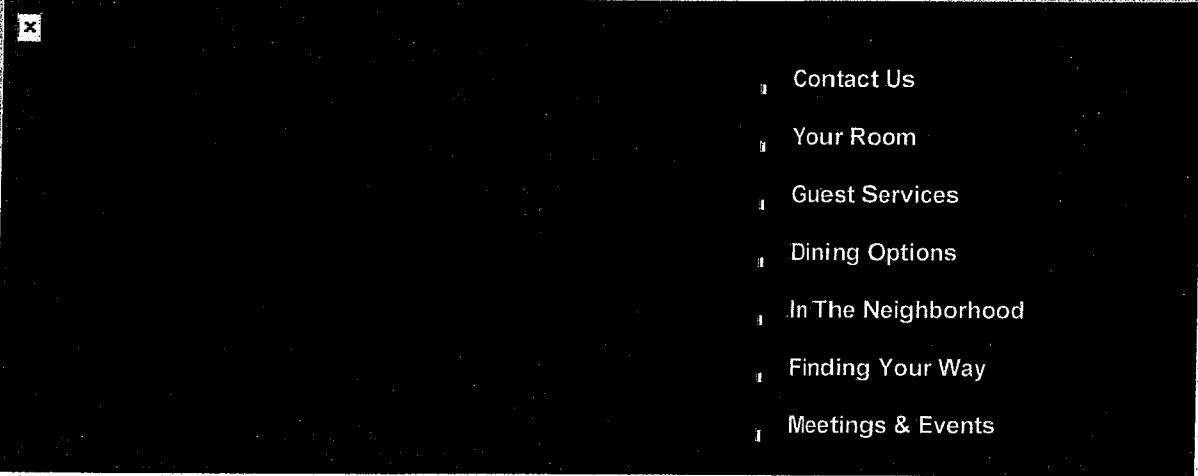 Contact Us
Your Room
Guest Services
Dining Options
In The Neighborhood
Finding Your Way
Meetings & Events